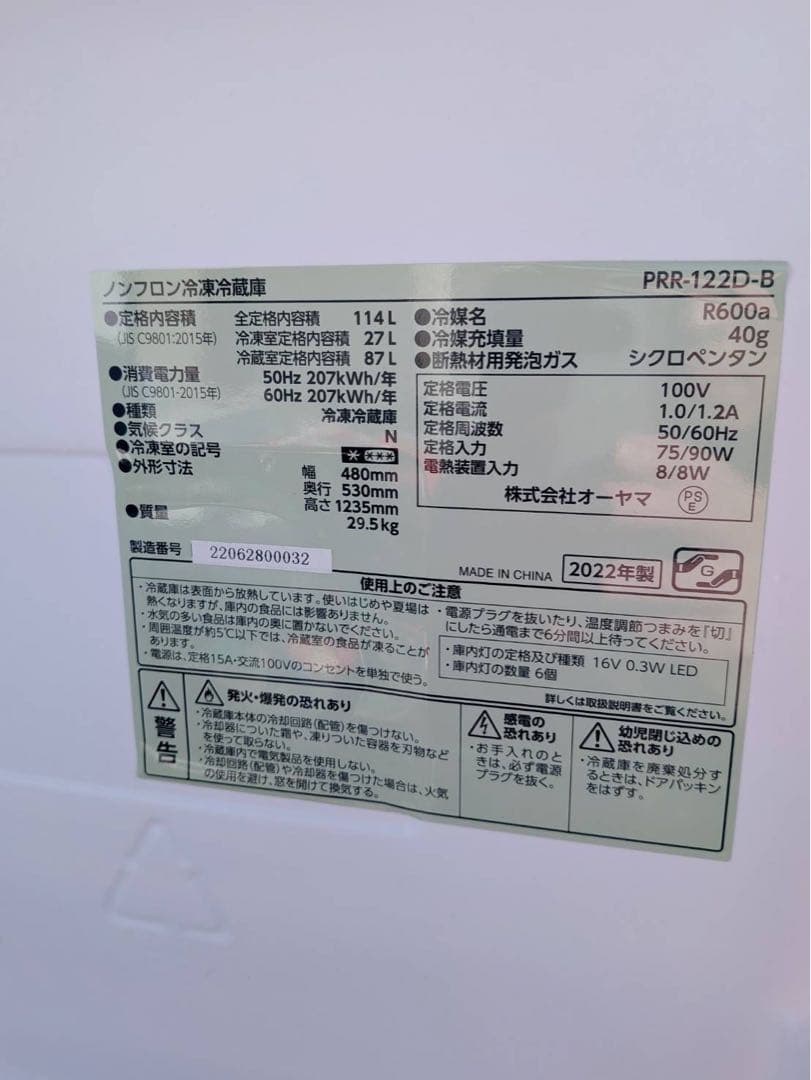 ノンフロン冷凍冷蔵庫
PRR-122D-B
●定格内容積 全定格内容積 114L
(JIS C9801:2015年) 冷凍室定格内容積 27L
冷蔵室定格内容積 87L
●消費電力量 50Hz 207kWh/年
(JIS C9801-2015年) 60Hz 207kWh/年
●種類 冷凍冷蔵庫
●気候クラス N
●冷凍室の記号
●外形寸法 幅 480mm
奥行 530mm
高さ 1235mm
●質量 29.5kg
●冷媒名 R600a
●冷媒充填量 40g
●断熱材用発泡ガス シクロペンタン
定格電圧 100V
定格電流 1.0/1.2A
定格周波数 50/60Hz
定格入力 75/90W
電熱装置入力 8/8W
株式会社オーヤマ PSE
製造番号 22062800032
MADE IN CHINA 2022年製 G
使用上のご注意
・冷蔵庫は表面から放熱しています。使いはじめや夏場は
熱くなりますが、庫内の食品には影響ありません。
・水気の多い食品は庫内の奥に置かないでください。
・周囲温度が約5℃以下では、冷蔵室の食品が凍ることが
あります。
・電源は、定格15A・交流100Vのコンセントを単独で使う。
・電源プラグを抜いたり、温度調節つまみを『切』
にしたら通電まで6分間以上待ってください。
・庫内灯の定格及び種類 16V 0.3W LED
・庫内灯の数量 6個
詳しくは取扱説明書をご覧ください。
警告
発火・爆発の恐れあり
・冷蔵庫本体の冷却回路(配管)を傷つけない。
・冷却器についた霜や、凍りついた容器を刃物など
を使って取らない。
・冷蔵庫内で電気製品を使用しない。
・冷却回路(配管)や冷却器を傷つけた場合は、火気
の使用を避け、窓を開けて換気する。
感電の
恐れあり
・お手入れのと
きは、必ず電源
プラグを抜く。
幼児閉じ込めの
恐れあり
・冷蔵庫を廃棄処分す
るときは、ドアパッキン
をはずす。